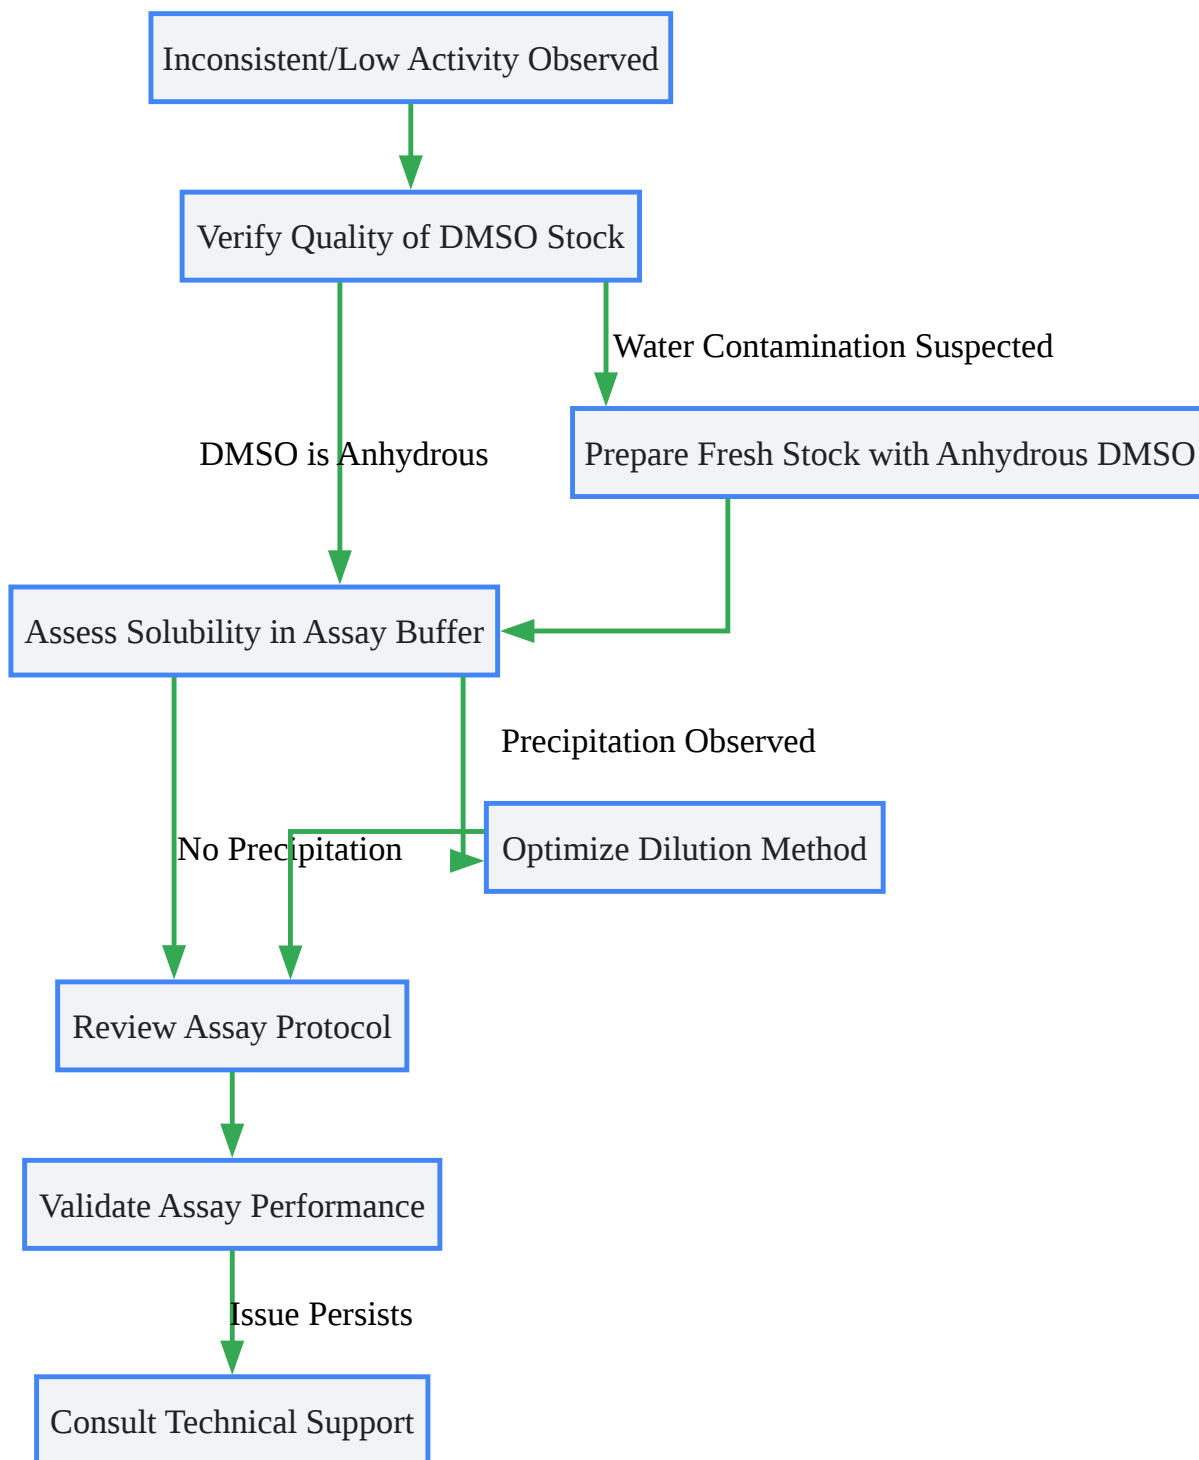 Inconsistent/Low Activity Observed
Verify Quality of DMSO Stock
Water Contamination Suspected
DMSO is Anhydrous
Prepare Fresh Stock with Anhydrous DMSO
Assess Solubility in Assay Buffer
Precipitation Observed
No Precipitation
Optimize Dilution Method
Review Assay Protocol
Validate Assay Performance
Issue Persists
Consult Technical Support